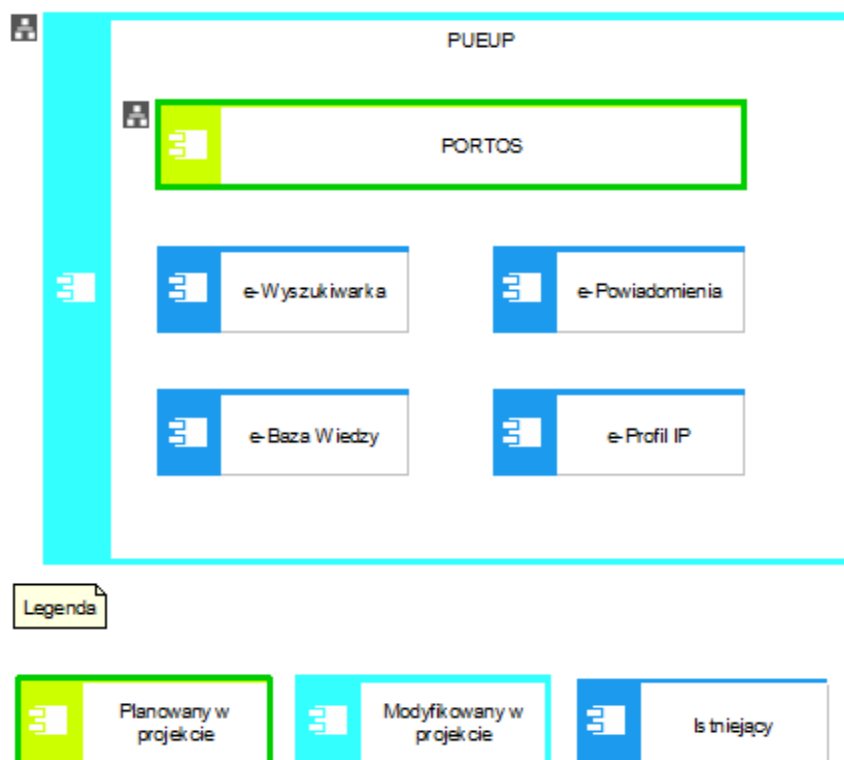 PUEUP
PORTOS
e-Wyszukiwarka
e-Powiadomienia
e-Baza Wiedzy
e-Profil IP
Legenda
Planowany w
projekcie
Modyfikowany w
projekcie
Istniejący